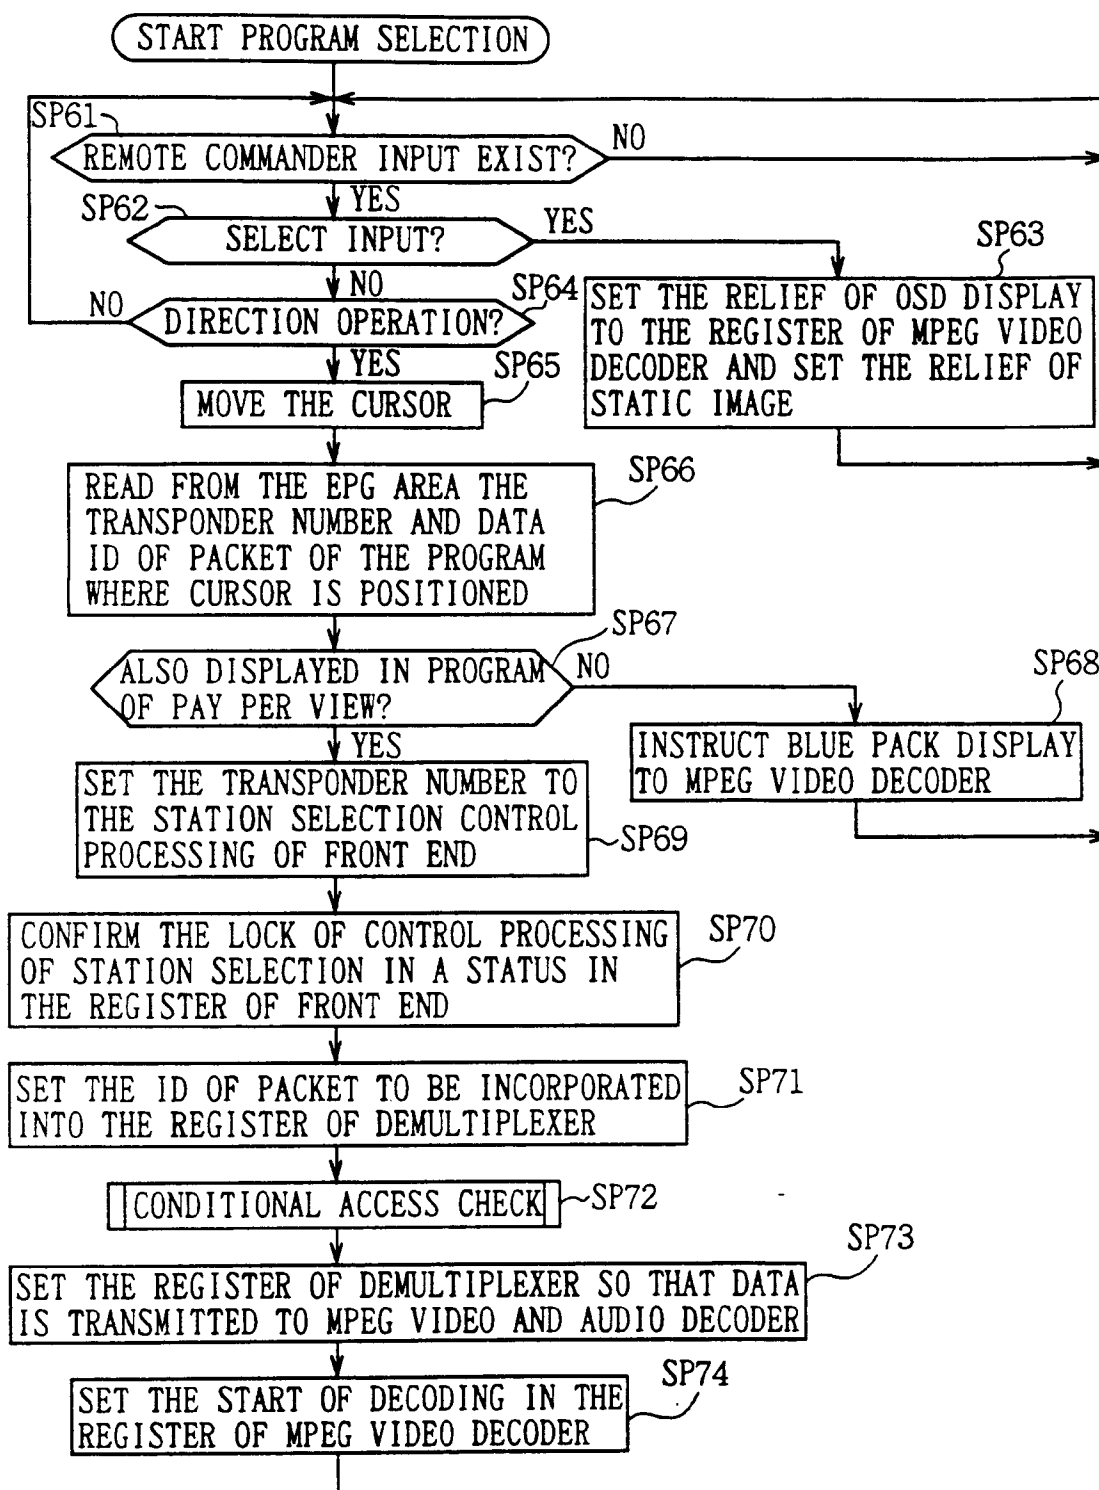 START PROGRAM SELECTION
SP61
REMOTE COMMANDER INPUT EXIST?
NO
YES
SP62
SELECT INPUT?
YES
NO
SP63
SET THE RELIEF OF OSD DISPLAY
TO THE REGISTER OF MPEG VIDEO
DECODER AND SET THE RELIEF OF
STATIC IMAGE
SP64
DIRECTION OPERATION?
NO
YES
SP65
MOVE THE CURSOR
SP66
READ FROM THE EPG AREA THE
TRANSPONDER NUMBER AND DATA
ID OF PACKET OF THE PROGRAM
WHERE CURSOR IS POSITIONED
SP67
ALSO DISPLAYED IN PROGRAM
OF PAY PER VIEW?
NO
YES
SP68
INSTRUCT BLUE PACK DISPLAY
TO MPEG VIDEO DECODER
SET THE TRANSPONDER NUMBER TO
THE STATION SELECTION CONTROL
PROCESSING OF FRONT END
SP69
CONFIRM THE LOCK OF CONTROL PROCESSING
OF STATION SELECTION IN A STATUS IN
THE REGISTER OF FRONT END
SP70
SET THE ID OF PACKET TO BE INCORPORATED
INTO THE REGISTER OF DEMULTIPLEXER
SP71
CONDITIONAL ACCESS CHECK
SP72
SP73
SET THE REGISTER OF DEMULTIPLEXER SO THAT DATA
IS TRANSMITTED TO MPEG VIDEO AND AUDIO DECODER
SP74
SET THE START OF DECODING IN THE
REGISTER OF MPEG VIDEO DECODER